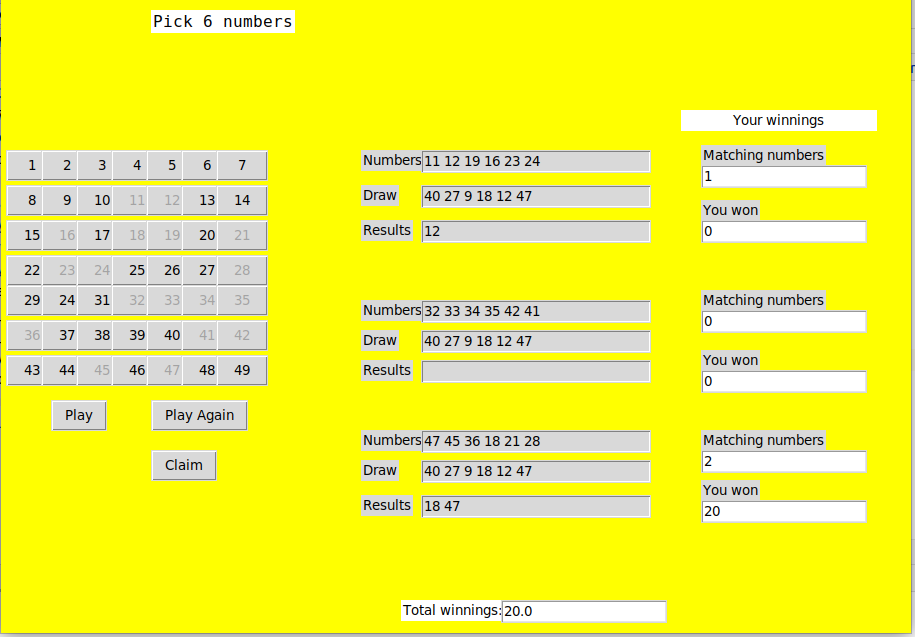 Pick 6 numbers
Your winnings
1 2 3 4 5 6 7
8 9 10 11 12 13 14
15 16 17 18 19 20 21
22 23 24 25 26 27 28
29 24 31 32 33 34 35
36 37 38 39 40 41 42
43 44 45 46 47 48 49
Play Play Again
Claim
Numbers 11 12 19 16 23 24
Draw 40 27 9 18 12 47
Results 12
Matching numbers
1
You won
0
Numbers 32 33 34 35 42 41
Draw 40 27 9 18 12 47
Results
Matching numbers
0
You won
0
Numbers 47 45 36 18 21 28
Draw 40 27 9 18 12 47
Results 18 47
Matching numbers
2
You won
20
Total winnings: 20.0